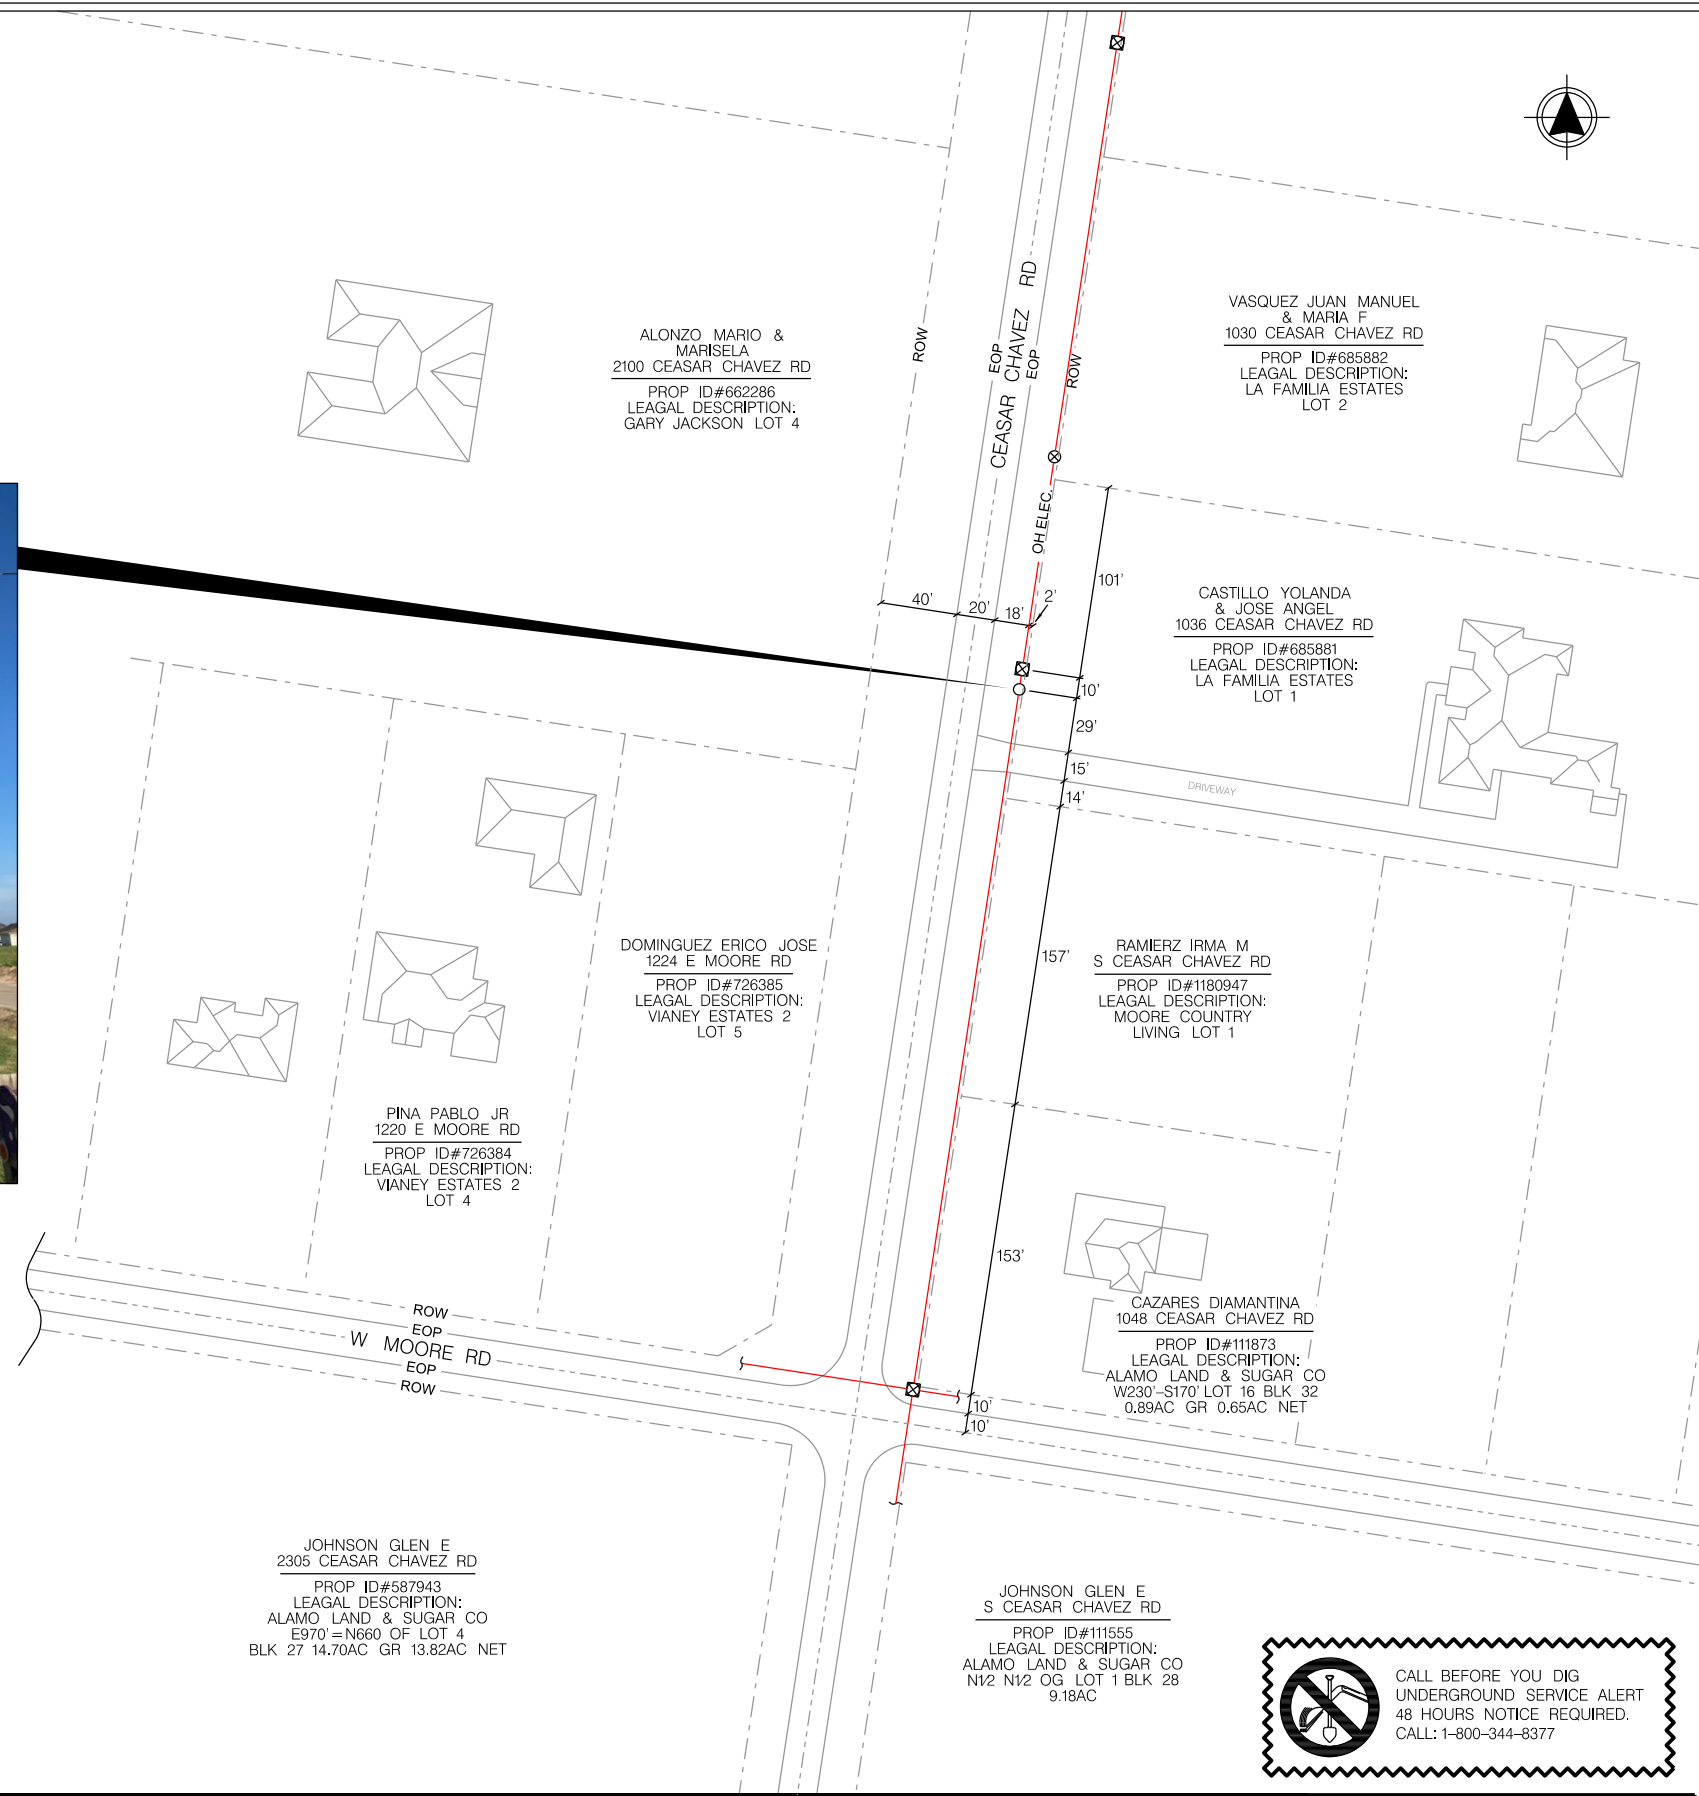 ALONZO MARIO &
MARISELA
2100 CEASAR CHAVEZ RD
PROP ID#662286
LEAGAL DESCRIPTION:
GARY JACKSON LOT 4
ROW
EOP
CEASAR CHAVEZ RD
EOP
ROW
OH ELEC.
VASQUEZ JUAN MANUEL
& MARIA F
1030 CEASAR CHAVEZ RD
PROP ID#685882
LEAGAL DESCRIPTION:
LA FAMILIA ESTATES
LOT 2
101'
40'
20'
18'
2'
10'
29'
15'
14'
CASTILLO YOLANDA
& JOSE ANGEL
1036 CEASAR CHAVEZ RD
PROP ID#685881
LEAGAL DESCRIPTION:
LA FAMILIA ESTATES
LOT 1
DRIVEWAY
DOMINGUEZ ERICO JOSE
1224 E MOORE RD
PROP ID#726385
LEAGAL DESCRIPTION:
VIANEY ESTATES 2
LOT 5
157'
RAMIERZ IRMA M
S CEASAR CHAVEZ RD
PROP ID#1180947
LEAGAL DESCRIPTION:
MOORE COUNTRY
LIVING LOT 1
PINA PABLO JR
1220 E MOORE RD
PROP ID#726384
LEAGAL DESCRIPTION:
VIANEY ESTATES 2
LOT 4
153'
ROW
EOP
W MOORE RD
EOP
ROW
CAZARES DIAMANTINA
1048 CEASAR CHAVEZ RD
PROP ID#111873
LEAGAL DESCRIPTION:
ALAMO LAND & SUGAR CO
W230'-S170' LOT 16 BLK 32
0.89AC GR 0.65AC NET
10'
10'
JOHNSON GLEN E
2305 CEASAR CHAVEZ RD
PROP ID#587943
LEAGAL DESCRIPTION:
ALAMO LAND & SUGAR CO
E970'=N660 OF LOT 4
BLK 27 14.70AC GR 13.82AC NET
JOHNSON GLEN E
S CEASAR CHAVEZ RD
PROP ID#111555
LEAGAL DESCRIPTION:
ALAMO LAND & SUGAR CO
N1/2 N1/2 OG LOT 1 BLK 28
9.18AC
CALL BEFORE YOU DIG
UNDERGROUND SERVICE ALERT
48 HOURS NOTICE REQUIRED.
CALL: 1-800-344-8377